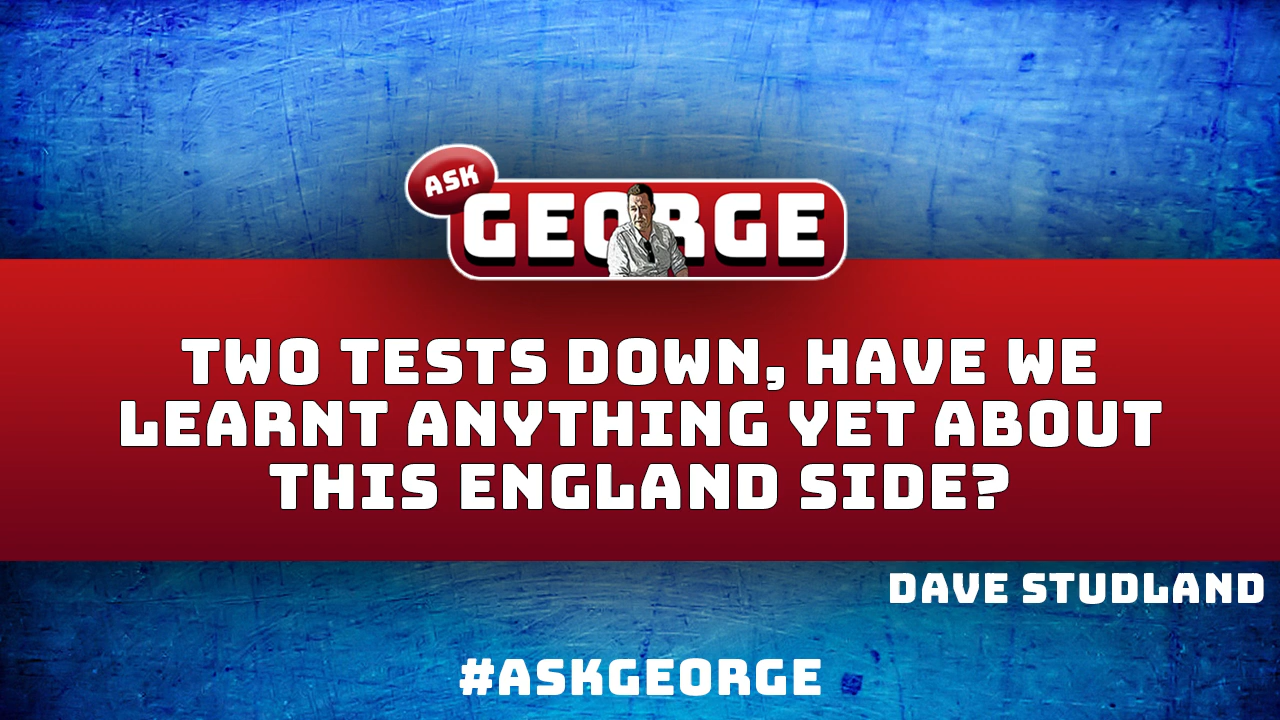 ASK
GEORGE
TWO TESTS DOWN, HAVE WE
LEARNT ANYTHING YET ABOUT
THIS ENGLAND SIDE?
DAVE STUDLAND
#ASKGEORGE